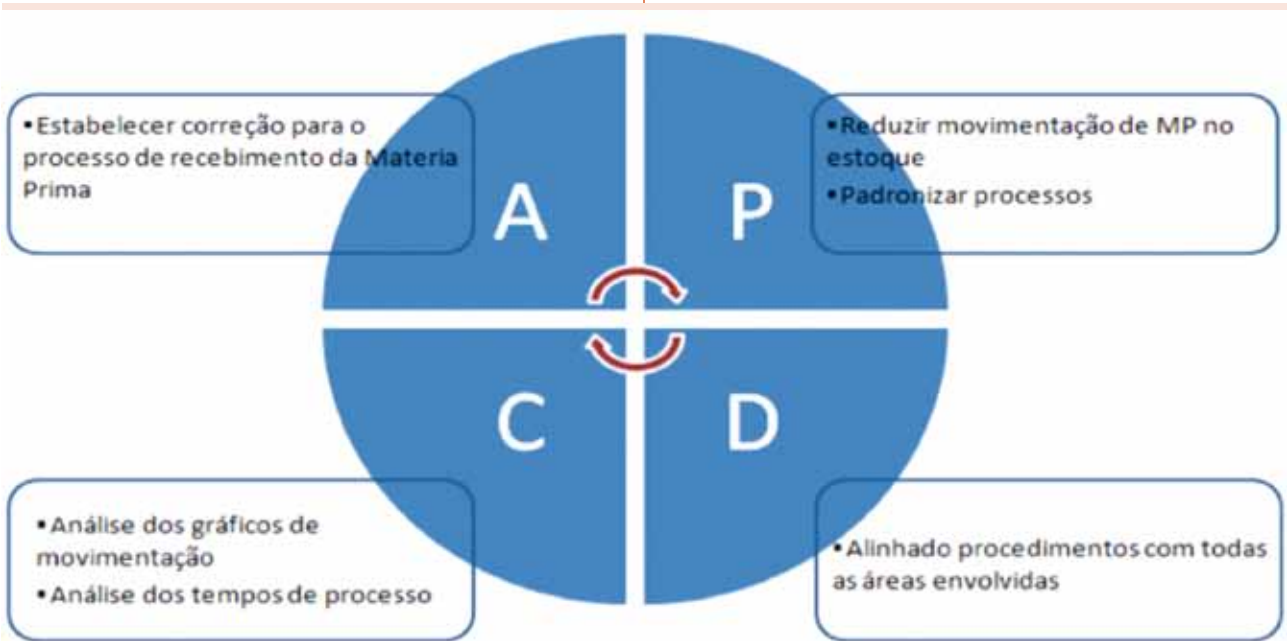 ▪Estabelecer correção para o
processo de recebimento da Materia
Prima
A
P
▪Reduzir movimentação de MP no
estoque
▪Padronizar processos
C
D
▪Análise dos gráficos de
movimentação
▪Análise dos tempos de processo
▪Alinhado procedimentos com todas
as áreas envolvidas